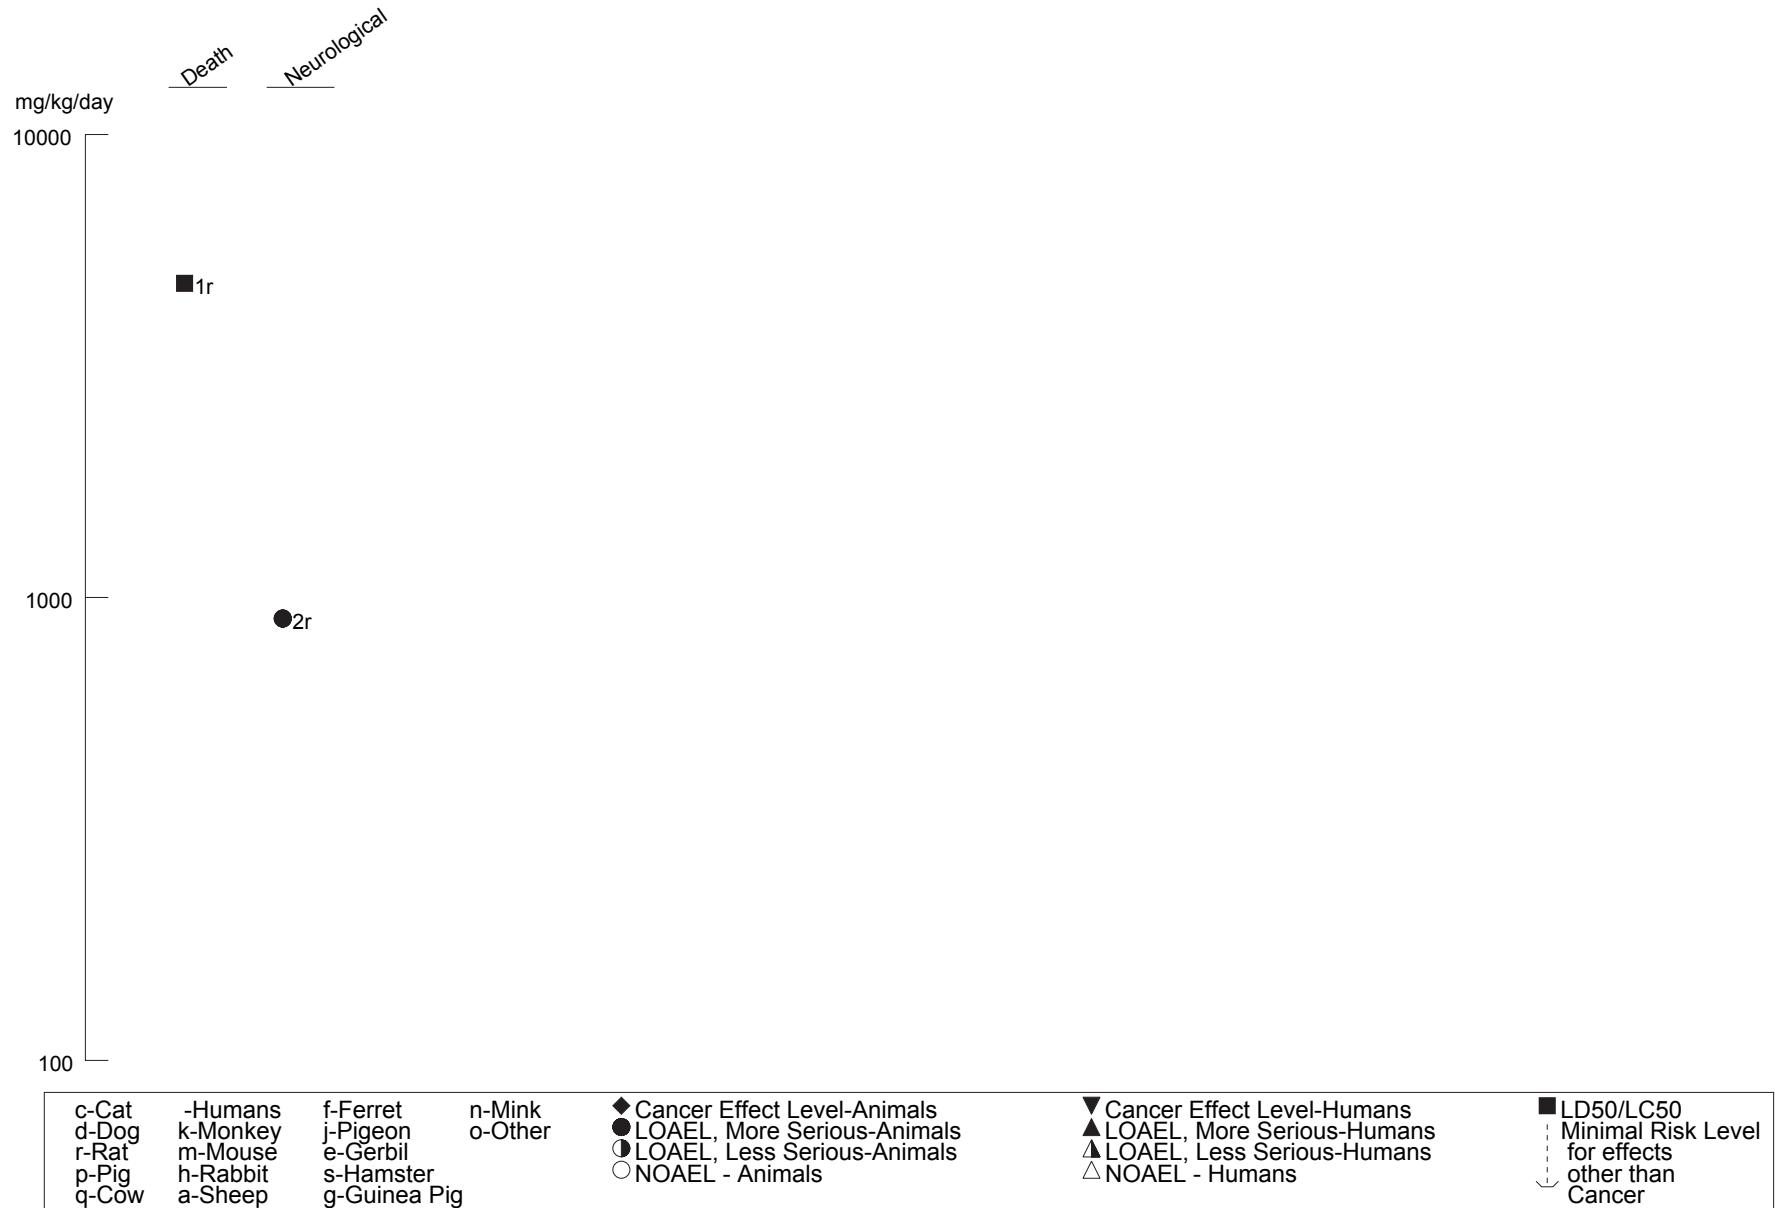 Death Neurological
mg/kg/day
10000
1r
1000
2r
100
c-Cat -Humans f-Ferret n-Mink Cancer Effect Level-Animals Cancer Effect Level-Humans LD50/LC50
d-Dog k-Monkey j-Pigeon o-Other LOAEL, More Serious-Animals LOAEL, More Serious-Humans Minimal Risk Level
r-Rat m-Mouse e-Gerbil LOAEL, Less Serious-Animals LOAEL, Less Serious-Humans for effects
p-Pig h-Rabbit s-Hamster NOAEL - Animals NOAEL - Humans other than
q-Cow a-Sheep g-Guinea Pig Cancer